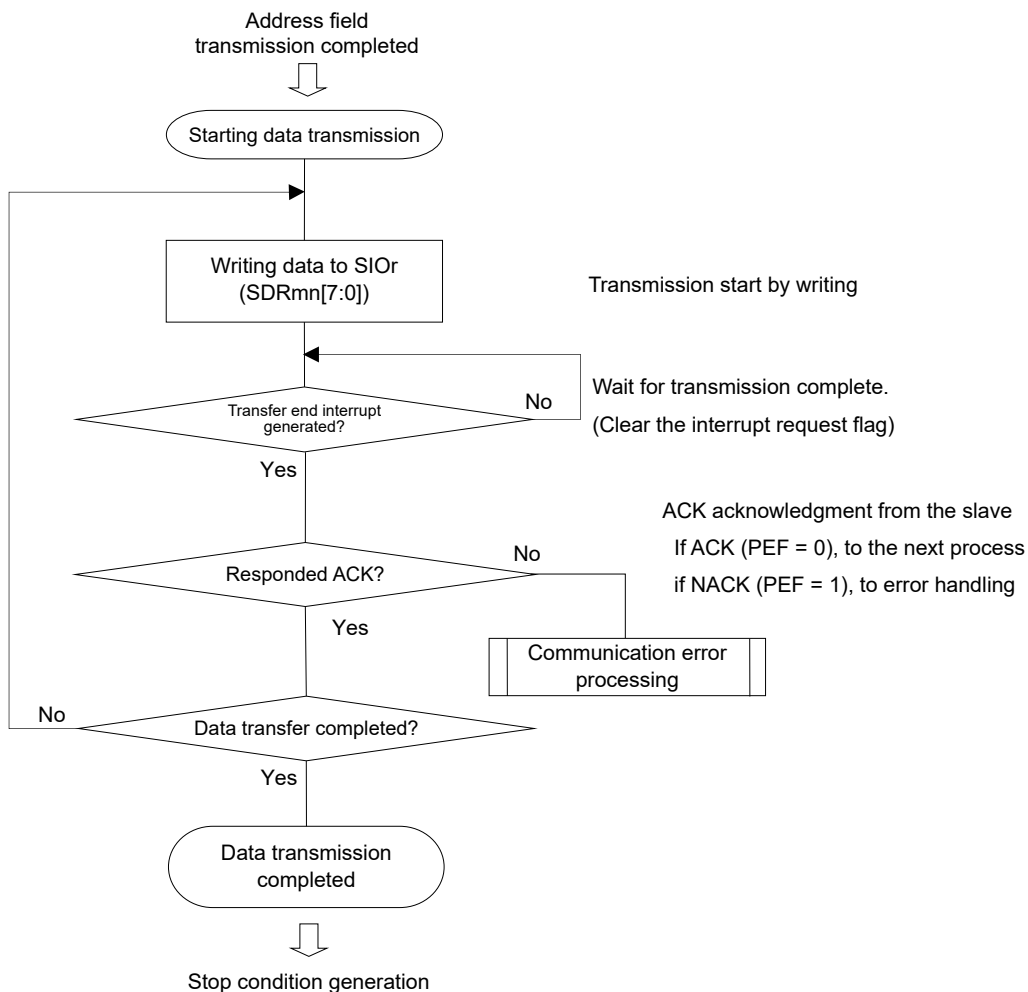 Address field
transmission completed
Starting data transmission
Writing data to SIOr
(SDRmn[7:0])
Transmission start by writing
Transfer end interrupt
generated?
No
Wait for transmission complete.
(Clear the interrupt request flag)
Yes
Responded ACK?
No
ACK acknowledgment from the slave
If ACK (PEF = 0), to the next process
if NACK (PEF = 1), to error handling
Yes
Communication error
processing
No
Data transfer completed?
Yes
Data transmission
completed
Stop condition generation